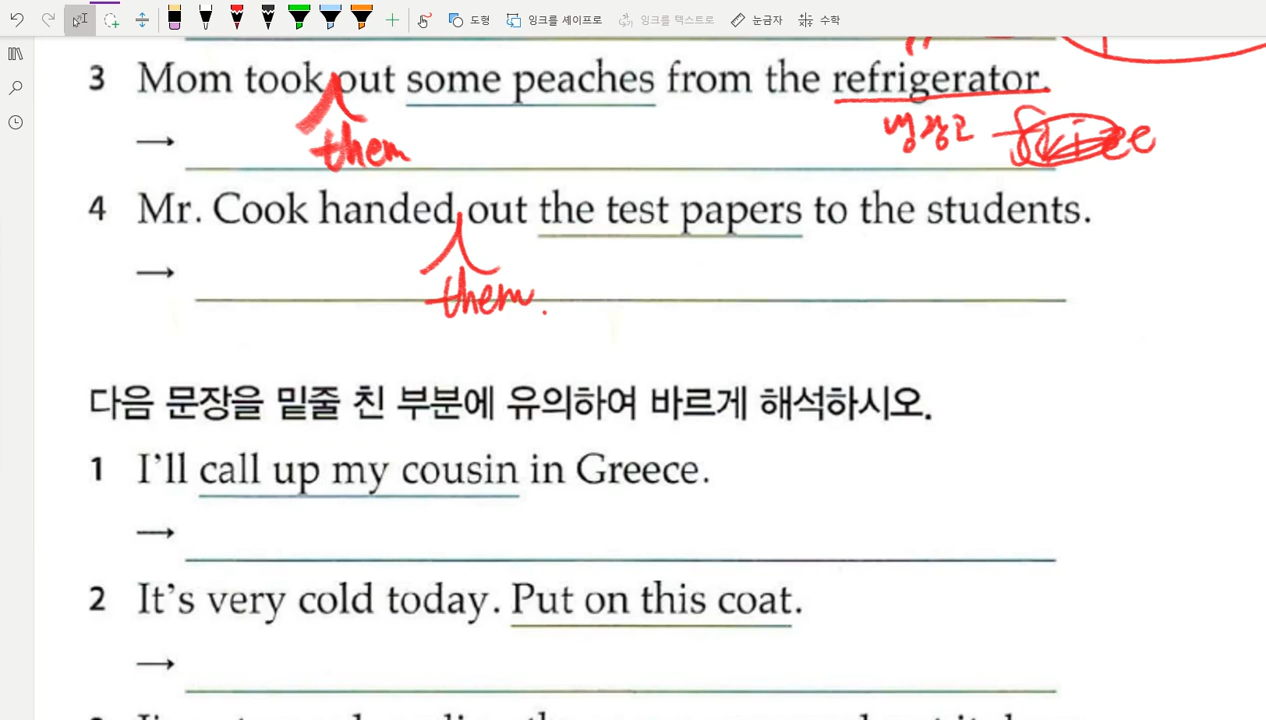 도형 잉크를 셰이프로 잉크를 텍스트로 눈금자 수학
3 Mom took out some peaches from the refrigerator.
냉장고
→ them
4 Mr. Cook handed out the test papers to the students.
→
them.
다음 문장을 밑줄 친 부분에 유의하여 바르게 해석하시오.
1 I'll call up my cousin in Greece.
→
2 It's very cold today. Put on this coat.
→